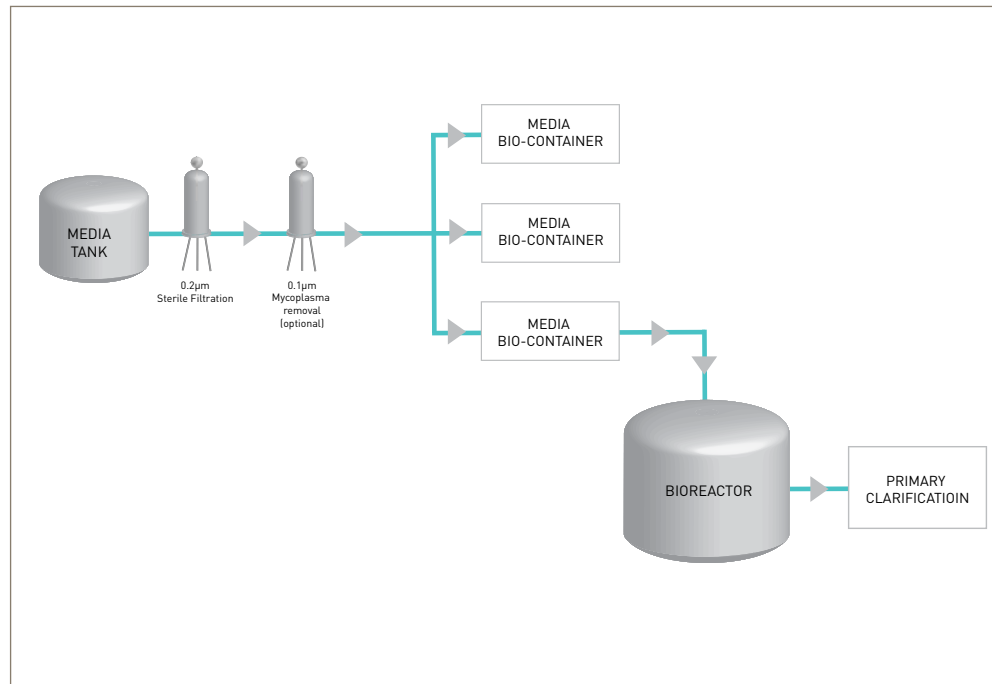 MEDIA
TANK
0.2µm
Sterile Filtration
0.1µm
Mycoplasma
removal
(optional)
MEDIA
BIO-CONTAINER
MEDIA
BIO-CONTAINER
MEDIA
BIO-CONTAINER
BIOREACTOR
PRIMARY
CLARIFICATIOIN